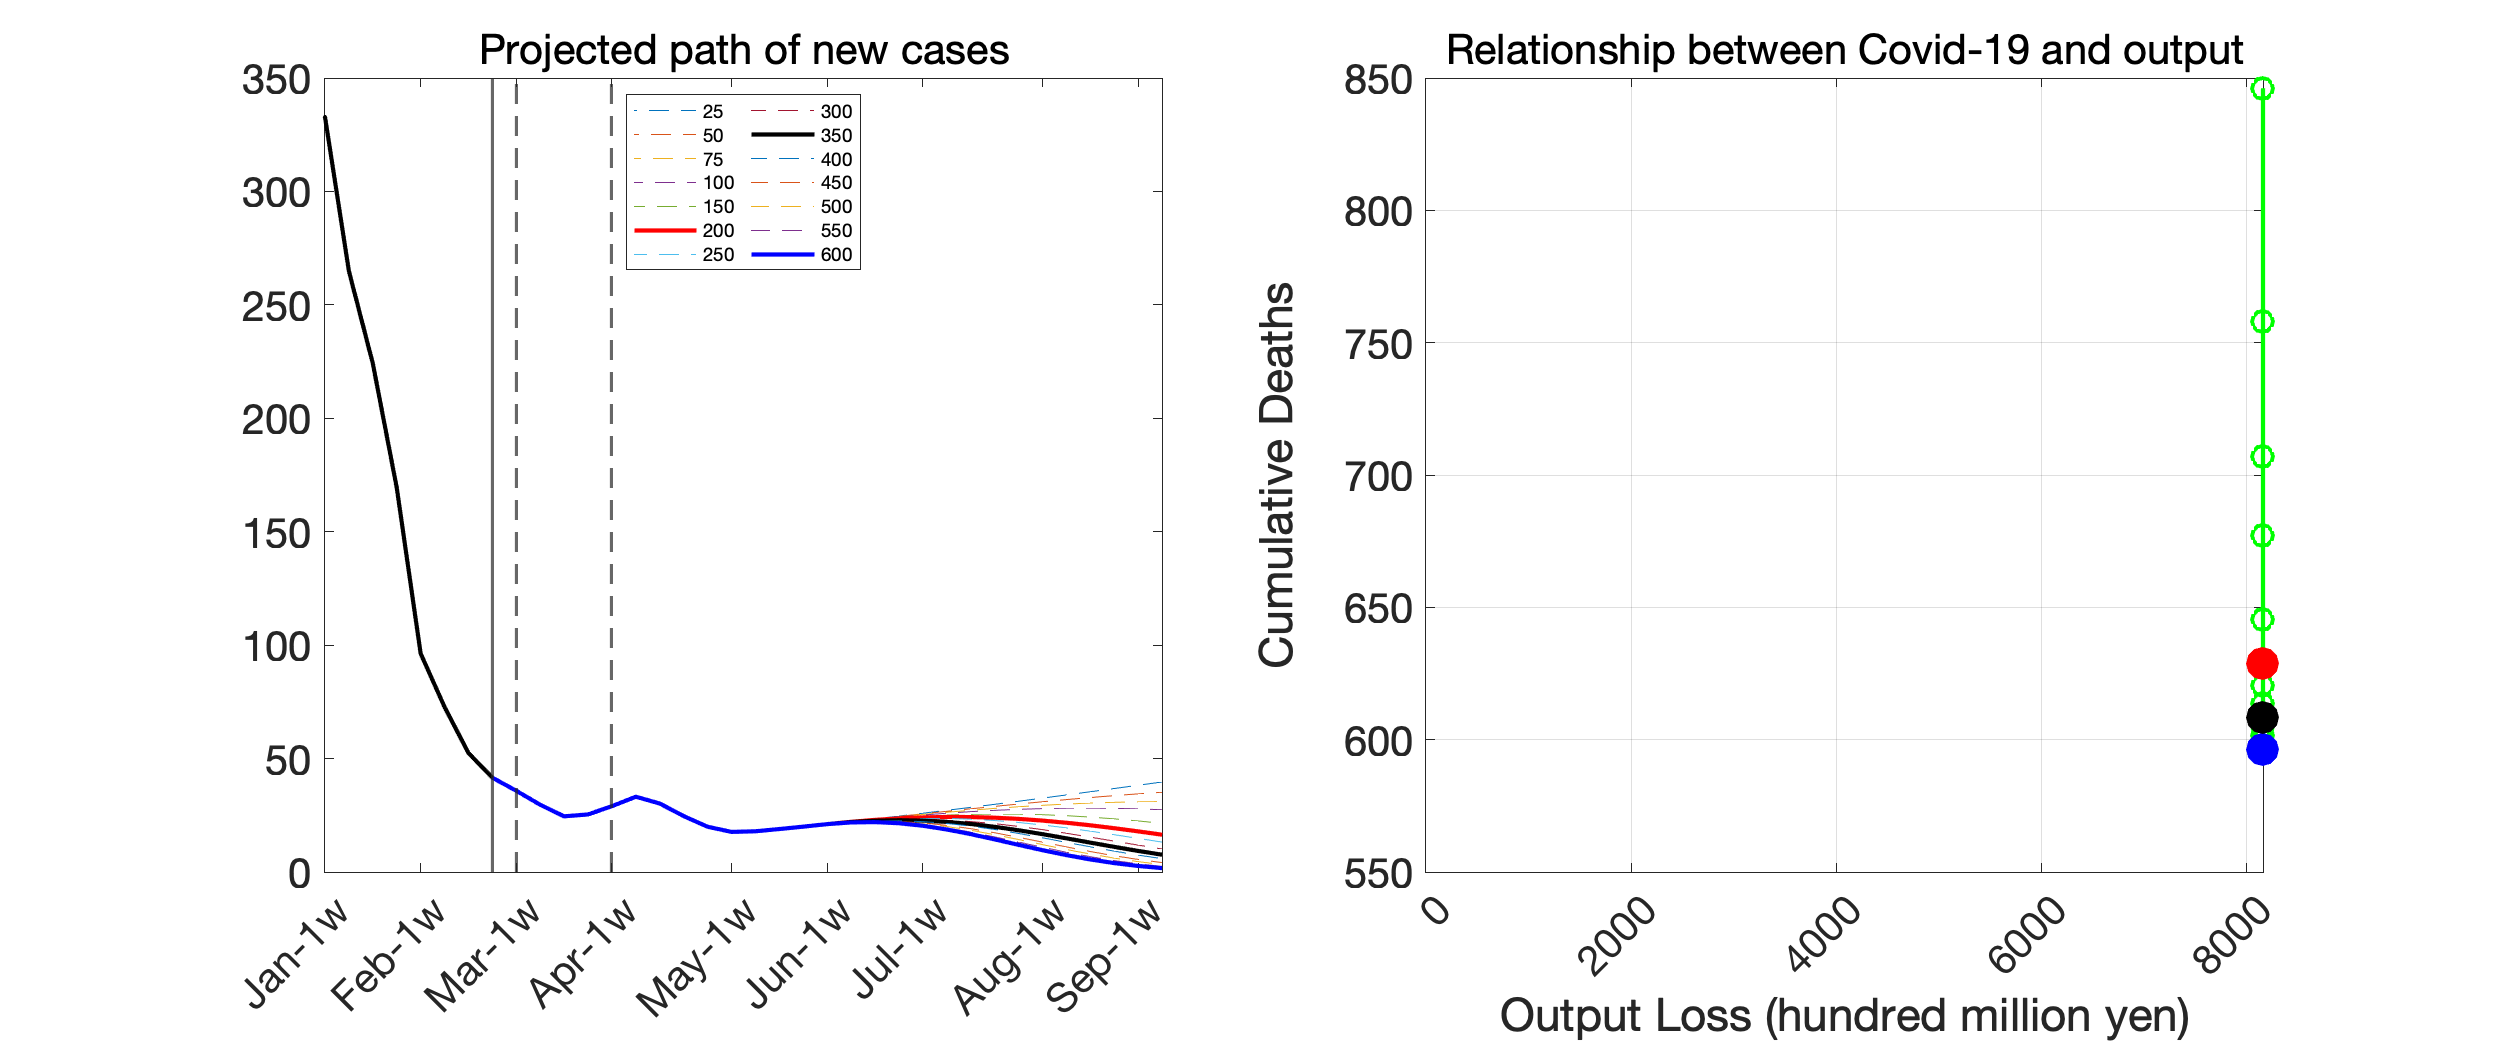 Projected path of new cases
350
300
250
200
150
100
50
0
25
50
75
100
150
200
250
300
350
400
450
500
550
600
Jan-1w
Feb-1w
Mar-1w
Apr-1w
May-1w
Jun-1w
Jul-1w
Aug-1w
Sep-1w
Relationship between Covid-19 and output
Cumulative Deaths
850
800
750
700
650
600
550
0
2000
4000
6000
8000
Output Loss (hundred million yen)